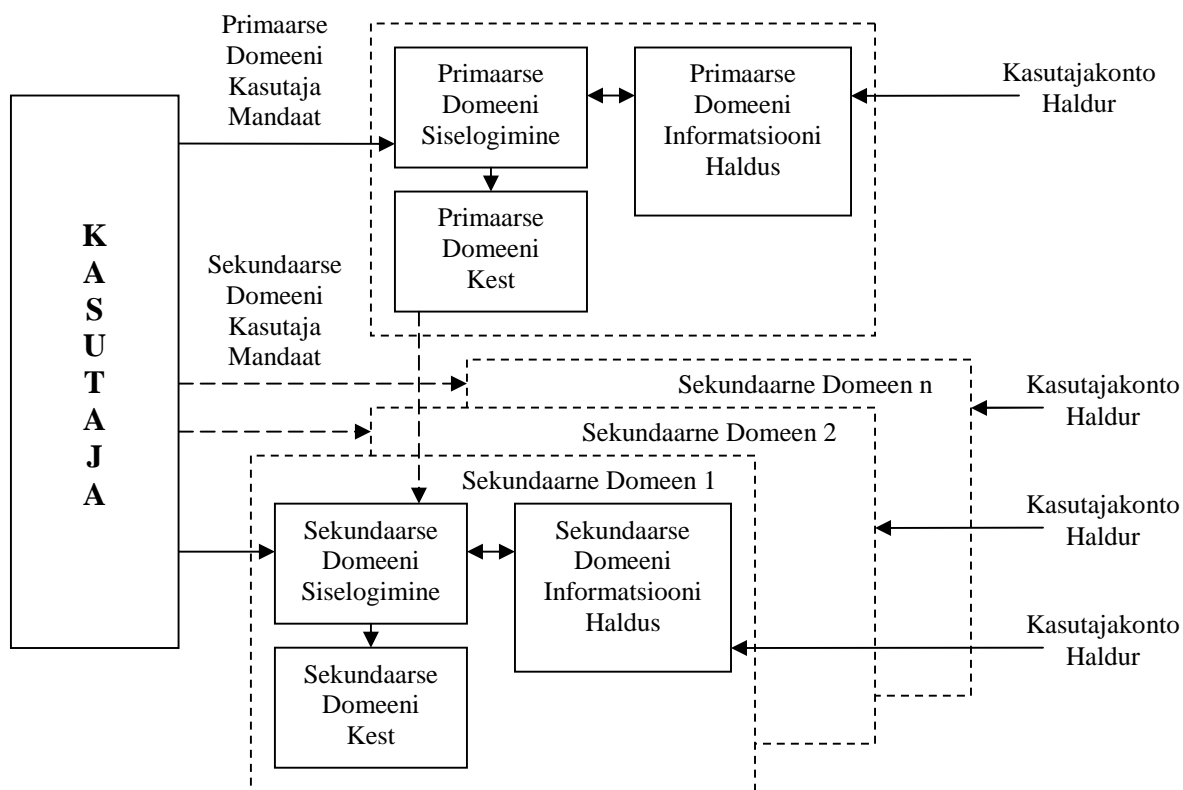 Primaarse
Domeeni
Kasutaja
Mandaat
Primaarse
Domeeni
Siselogimine
Primaarse
Domeeni
Informatsiooni
Haldus
Kasutajakonto
Haldur
Primaarse
Domeeni
Kest
K
A
S
U
T
A
J
A
Sekundaarse
Domeeni
Kasutaja
Mandaat
Sekundaarne Domeen n
Kasutajakonto
Haldur
Sekundaarne Domeen 2
Sekundaarne Domeen 1
Kasutajakonto
Haldur
Sekundaarse
Domeeni
Siselogimine
Sekundaarse
Domeeni
Informatsiooni
Haldus
Kasutajakonto
Haldur
Sekundaarse
Domeeni
Kest